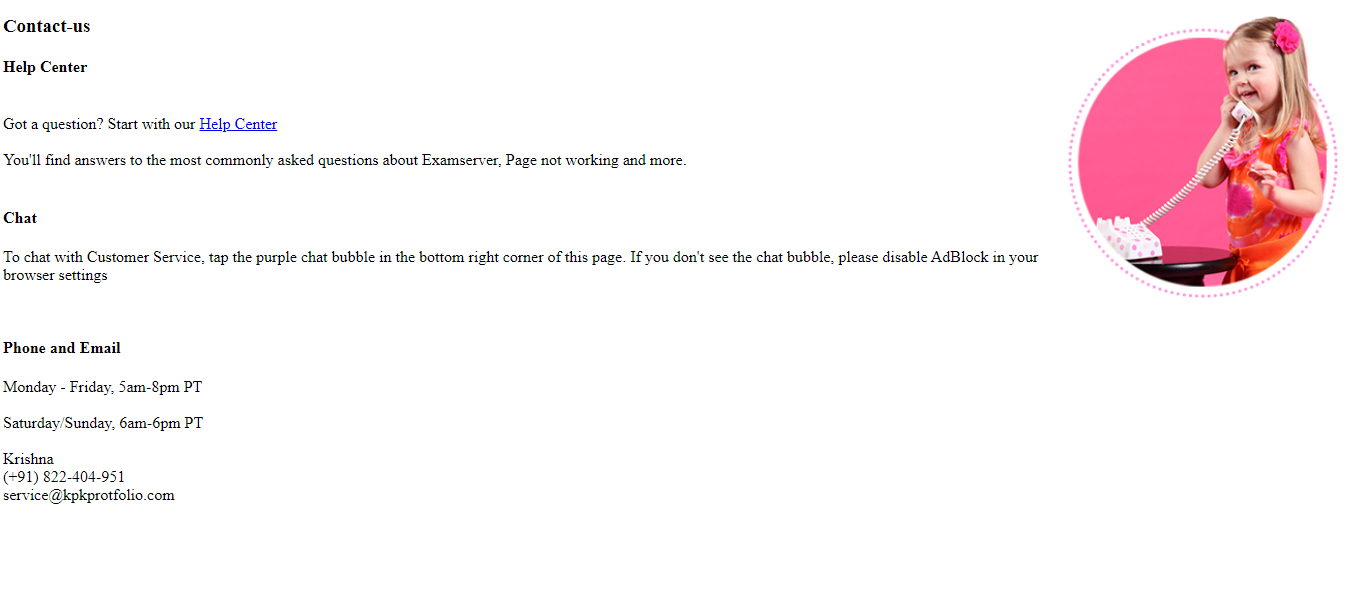 Contact-us
Help Center
Got a question? Start with our Help Center
You'll find answers to the most commonly asked questions about Examserver, Page not working and more.
Chat
To chat with Customer Service, tap the purple chat bubble in the bottom right corner of this page. If you don't see the chat bubble, please disable AdBlock in your
browser settings
Phone and Email
Monday - Friday, 5am-8pm PT
Saturday/Sunday, 6am-6pm PT
Krishna
(+91) 822-404-951
service@kpkprotfolio.com